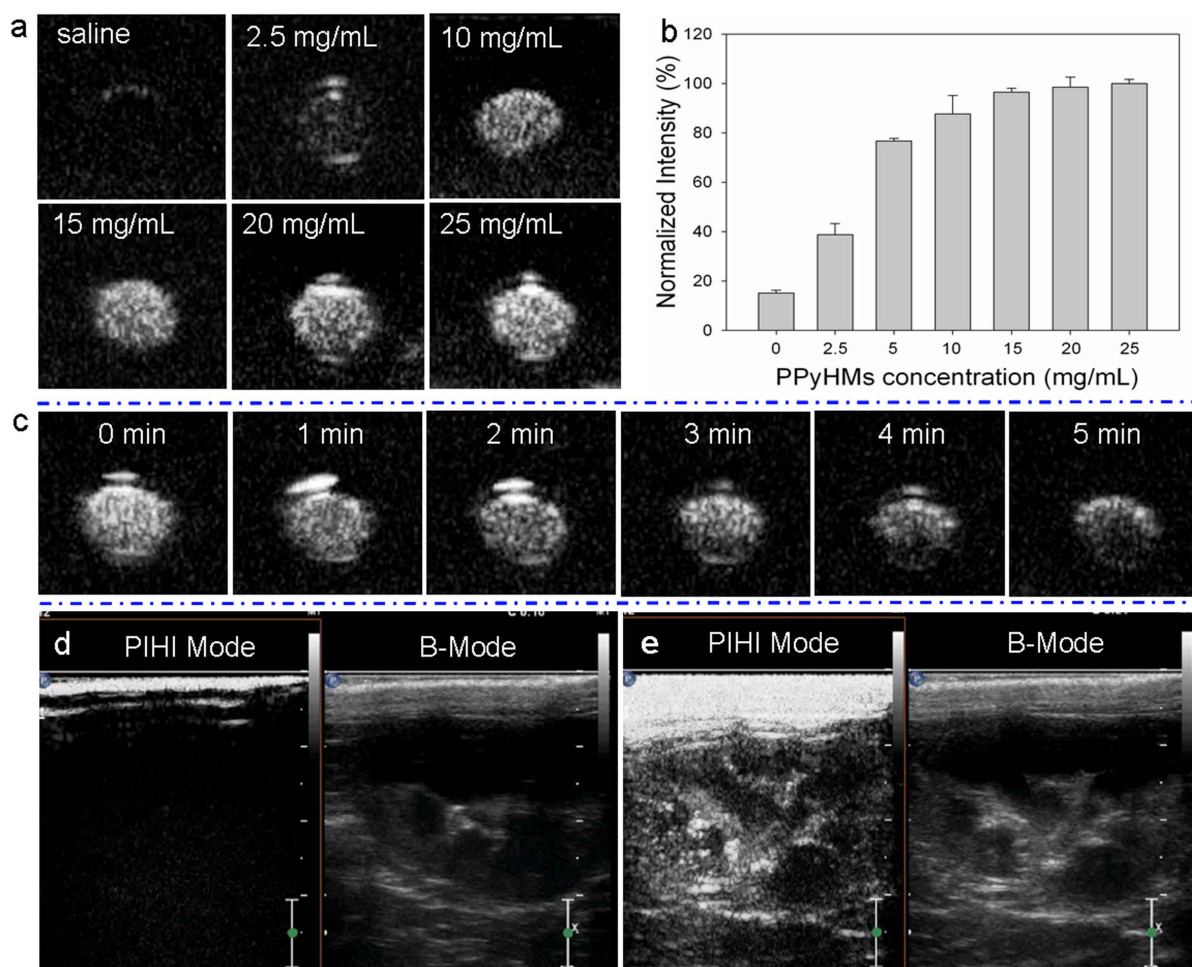 a
saline
2.5 mg/mL
10 mg/mL
15 mg/mL
20 mg/mL
25 mg/mL
b
120
100
80
60
40
20
0
Normalized Intensity (%)
0 2.5 5 10 15 20 25
PPyHMs concentration (mg/mL)
c
0 min 1 min 2 min 3 min 4 min 5 min
d
PIHI Mode
B-Mode
P
P
X
e
PIHI Mode
B-Mode
P
P
X